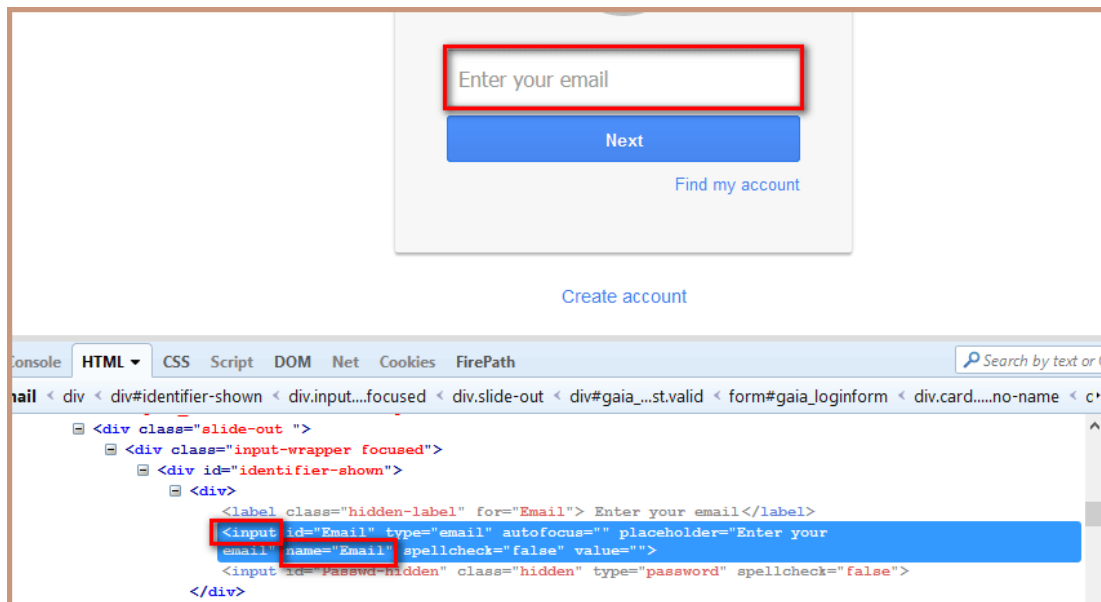 Enter your email
Next
Find my account
Create account
Console HTML CSS Script DOM Net Cookies FirePath Search by text or
nail < div < div#identifier-shown < div.input....focused < div.slide-out < div#gaia_...st.valid < form#gaia_loginform < div.card.....no-name < c
<div class="slide-out ">
<div class="input-wrapper focused">
<div id="identifier-shown">
<div>
<label class="hidden-label" for="Email"> Enter your email</label>
<input id="Email" type="email" autofocus="" placeholder="Enter your
email" name="Email" spellcheck="false" value="">
<input id="Passwd-hidden" class="hidden" type="password" spellcheck="false">
</div>